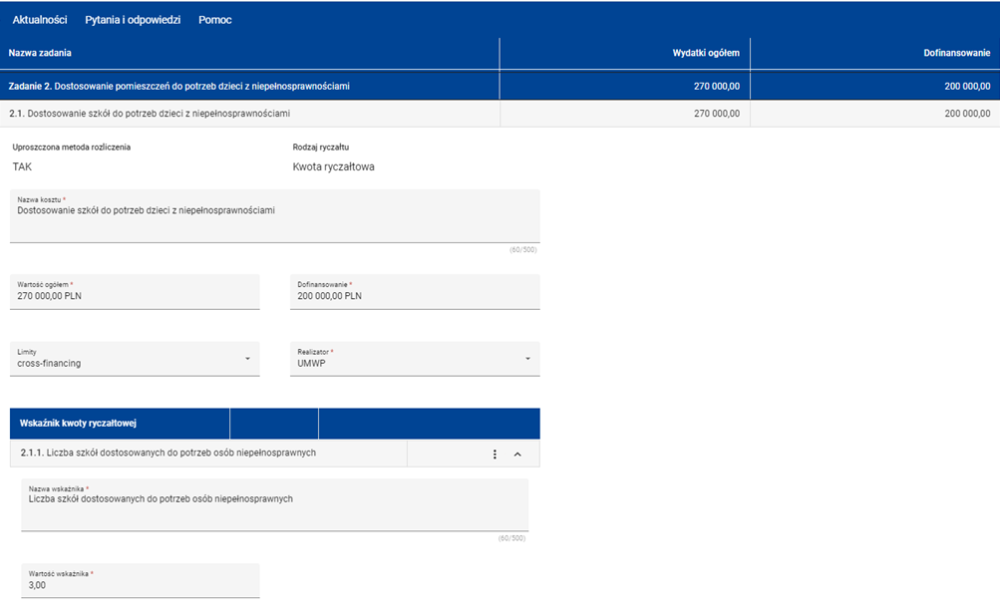 Aktualności Pytania i odpowiedzi Pomoc
Nazwa zadania Wydatki ogółem Dofinansowanie
Zadanie 2. Dostosowanie pomieszczeń do potrzeb dzieci z niepełnosprawnościami 270 000,00 200 000,00
2.1. Dostosowanie szkół do potrzeb dzieci z niepełnosprawnościami 270 000,00 200 000,00
Uproszczona metoda rozliczenia Rodzaj ryczałtu
TAK Kwota ryczałtowa
Nazwa kosztu *
Dostosowanie szkół do potrzeb dzieci z niepełnosprawnościami
(60/500)
Wartość ogółem * Dofinansowanie *
270 000,00 PLN 200 000,00 PLN
Limity Realizator *
cross-financing UMWP
Wskaźnik kwoty ryczałtowej
2.1.1. Liczba szkół dostosowanych do potrzeb osób niepełnosprawnych
Nazwa wskaźnika *
Liczba szkół dostosowanych do potrzeb osób niepełnosprawnych
(60/500)
Wartość wskaźnika *
3,00